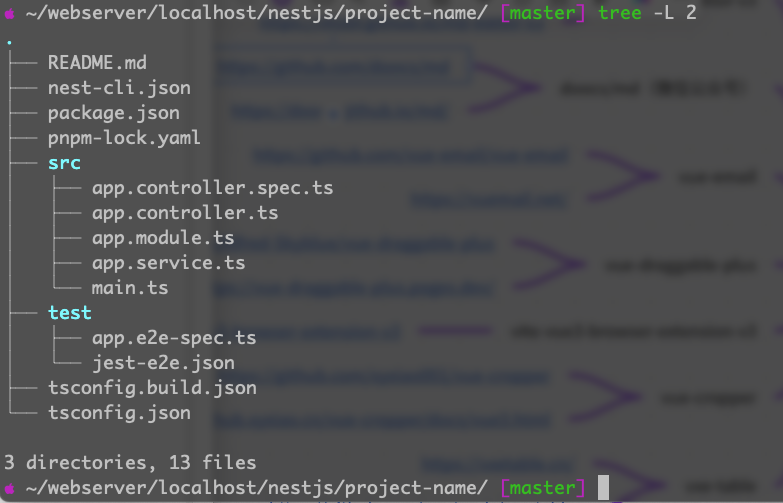 ~/webserver/localhost/nestjs/project-name/ [master] tree -L 2
.
├── README.md
├── nest-cli.json
├── package.json
├── pnpm-lock.yaml
├── src
│   ├── app.controller.spec.ts
│   ├── app.controller.ts
│   ├── app.module.ts
│   ├── app.service.ts
│   └── main.ts
├── test
│   ├── app.e2e-spec.ts
│   └── jest-e2e.json
├── tsconfig.build.json
└── tsconfig.json
3 directories, 13 files
~/webserver/localhost/nestjs/project-name/ [master]